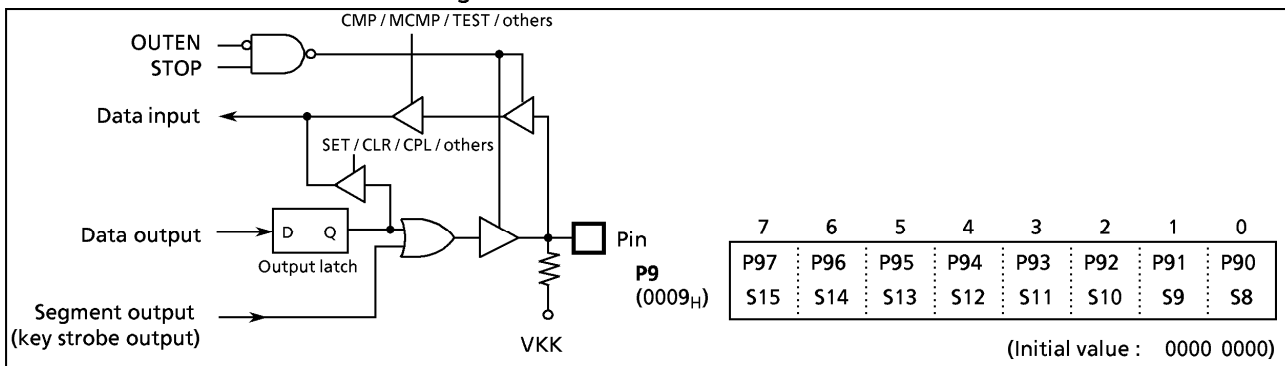 CMP / MCMP / TEST / others
OUTEN
STOP
Data input
SET / CLR / CPL / others
Data output
D Q
Output latch
Pin
Segment output
(key strobe output)
VKK
P9
(0009H)
7 6 5 4 3 2 1 0
P97 P96 P95 P94 P93 P92 P91 P90
S15 S14 S13 S12 S11 S10 S9 S8
(Initial value : 0000 0000)